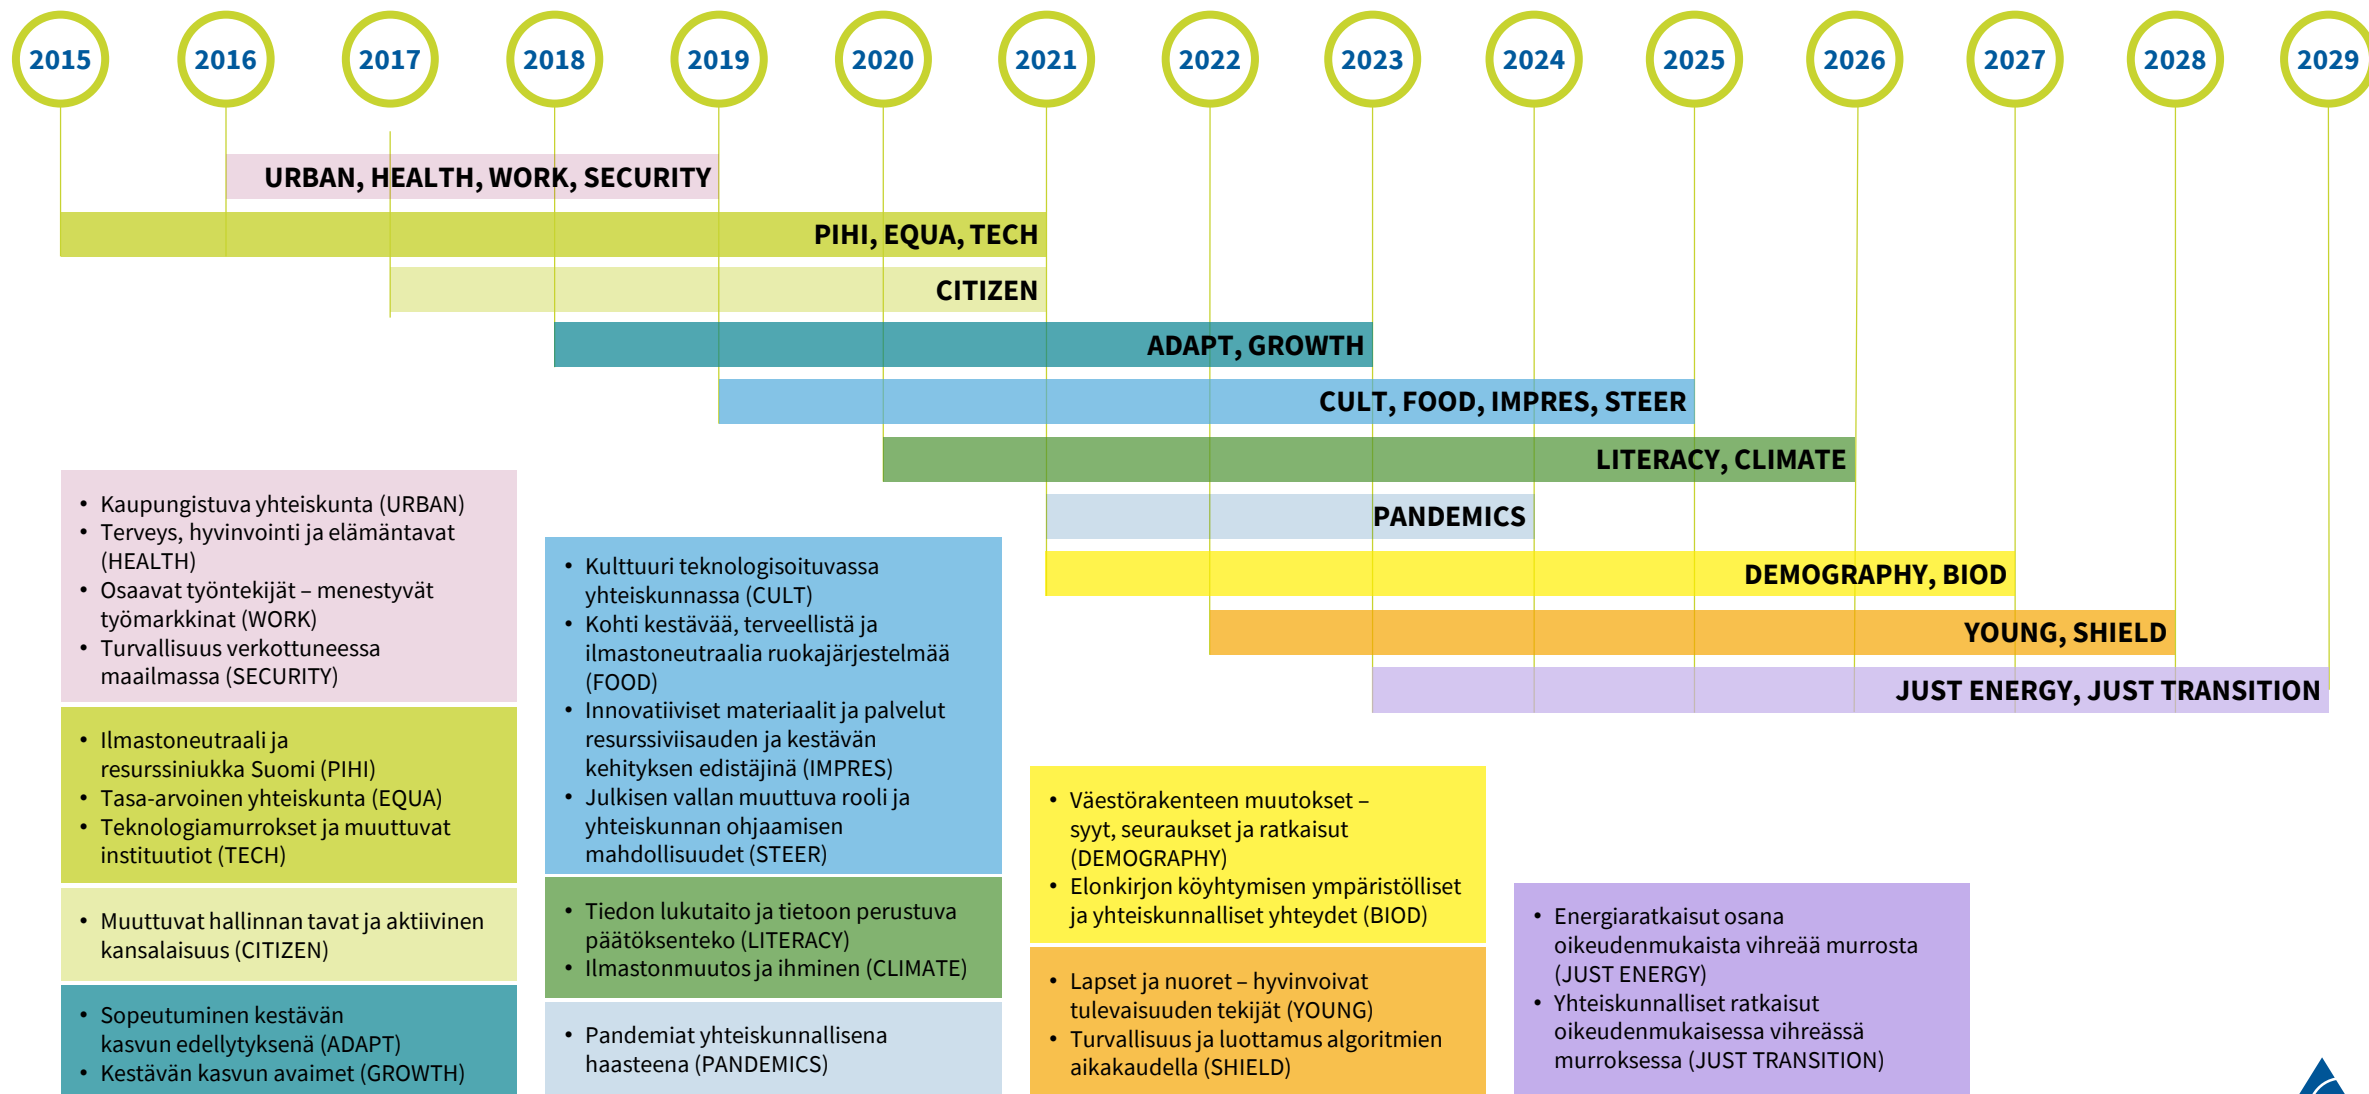 2015 2016 2017 2018 2019 2020 2021 2022 2023 2024 2025 2026 2027 2028 2029
URBAN, HEALTH, WORK, SECURITY
PIHI, EQUA, TECH
CITIZEN
ADAPT, GROWTH
CULT, FOOD, IMPRES, STEER
LITERACY, CLIMATE
PANDEMICS
DEMOGRAPHY, BIOD
YOUNG, SHIELD
JUST ENERGY, JUST TRANSITION
• Kaupungistuva yhteiskunta (URBAN)
• Terveys, hyvinvointi ja elämäntavat
(HEALTH)
• Osaavat työntekijät – menestyvät
työmarkkinat (WORK)
• Turvallisuus verkottuneessa
maailmassa (SECURITY)
• Ilmastoneutraali ja
resurssiniukka Suomi (PIHI)
• Tasa-arvoinen yhteiskunta (EQUA)
• Teknologiamurrokset ja muuttuvat
instituutiot (TECH)
• Muuttuvat hallinnan tavat ja aktiivinen
kansalaisuus (CITIZEN)
• Sopeutuminen kestävän
kasvun edellytyksenä (ADAPT)
• Kestävän kasvun avaimet (GROWTH)
• Kulttuuri teknologisoituvassa
yhteiskunnassa (CULT)
• Kohti kestävää, terveellistä ja
ilmastoneutraalia ruokajärjestelmää
(FOOD)
• Innovatiiviset materiaalit ja palvelut
resurssiviisauden ja kestävän
kehityksen edistäjinä (IMPRES)
• Julkisen vallan muuttuva rooli ja
yhteiskunnan ohjaamisen
mahdollisuudet (STEER)
• Tiedon lukutaito ja tietoon perustuva
päätöksenteko (LITERACY)
• Ilmastonmuutos ja ihminen (CLIMATE)
• Pandemiat yhteiskunnallisena
haasteena (PANDEMICS)
• Väestörakenteen muutokset –
syyt, seuraukset ja ratkaisut
(DEMOGRAPHY)
• Elonkirjon köyhtymisen ympäristölliset
ja yhteiskunnalliset yhteydet (BIOD)
• Lapset ja nuoret – hyvinvoivat
tulevaisuuden tekijät (YOUNG)
• Turvallisuus ja luottamus algoritmien
aikakaudella (SHIELD)
• Energiaratkaisut osana
oikeudenmukaista vihreää murrosta
(JUST ENERGY)
• Yhteiskunnalliset ratkaisut
oikeudenmukaisessa vihreässä
murroksessa (JUST TRANSITION)